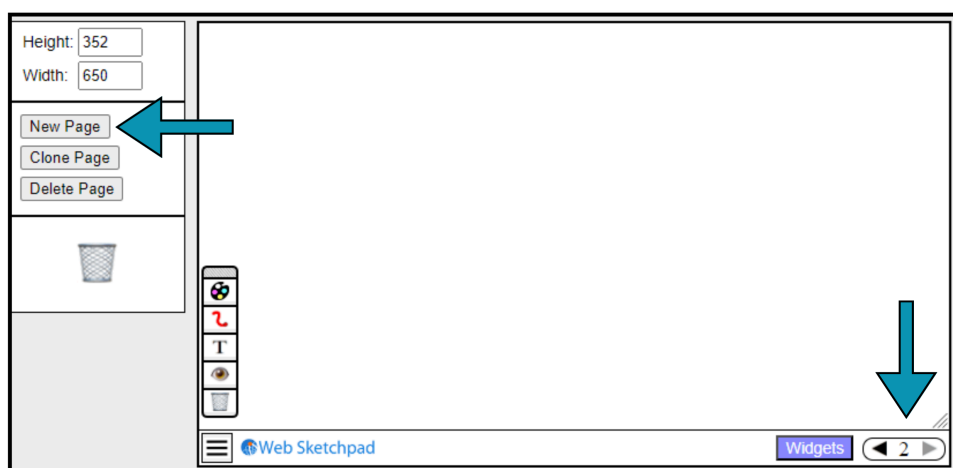 Height: 352
Width: 650
New Page
Clone Page
Delete Page
T
Web Sketchpad
Widgets
2